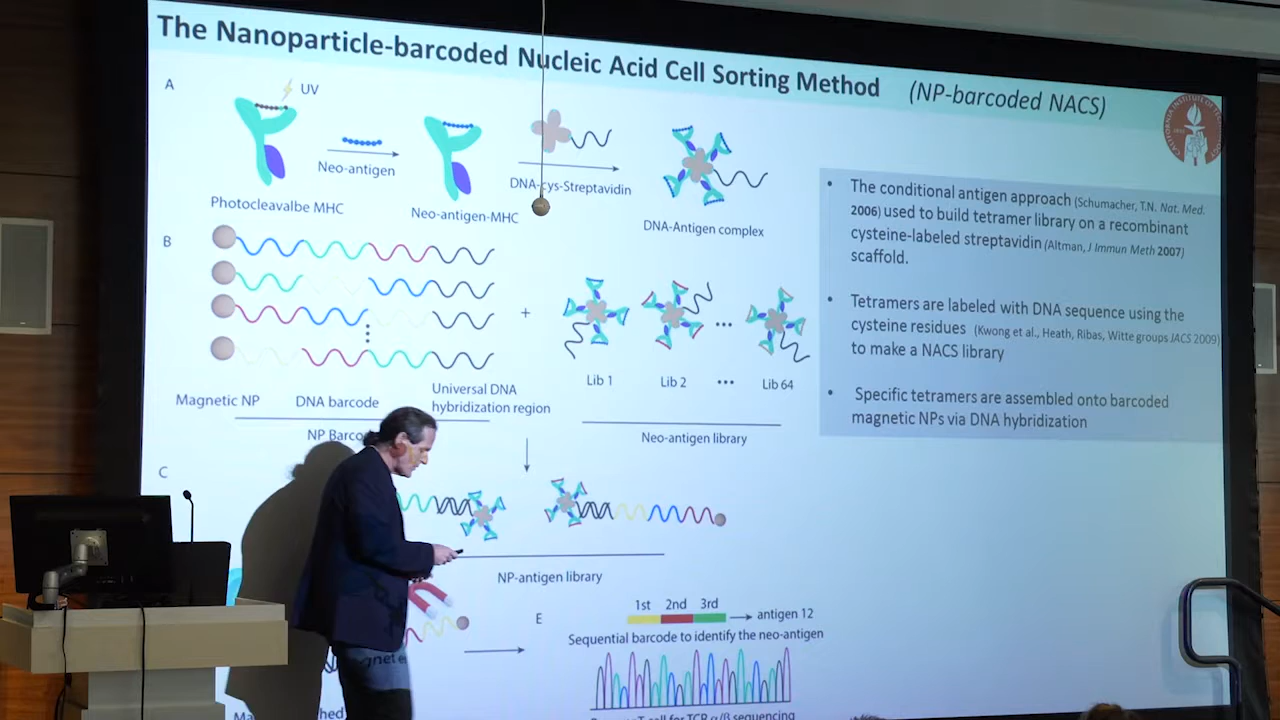 The Nanoparticle-barcoded Nucleic Acid Cell Sorting Method (NP-barcoded NACS)
A
UV
Neo-antigen
DNA-cys-Streptavidin
Photocleavalbe MHC
Neo-antigen-MHC
DNA-Antigen complex
B
+
...
Lib 1
Lib 2
...
Lib 64
Magnetic NP
DNA barcode
Universal DNA
hybridization region
NP Barco
Neo-antigen library
C
NP-antigen library
E
1st 2nd 3rd
antigen 12
Sequential barcode to identify the neo-antigen
• The conditional antigen approach (Schumacher, T.N. Nat. Med.
2006) used to build tetramer library on a recombinant
cysteine-labeled streptavidin (Altman, J Immun Meth 2007)
scaffold.
• Tetramers are labeled with DNA sequence using the
cysteine residues (Kwong et al., Heath, Ribas, Witte groups JACS 2009)
to make a NACS library
• Specific tetramers are assembled onto barcoded
magnetic NPs via DNA hybridization